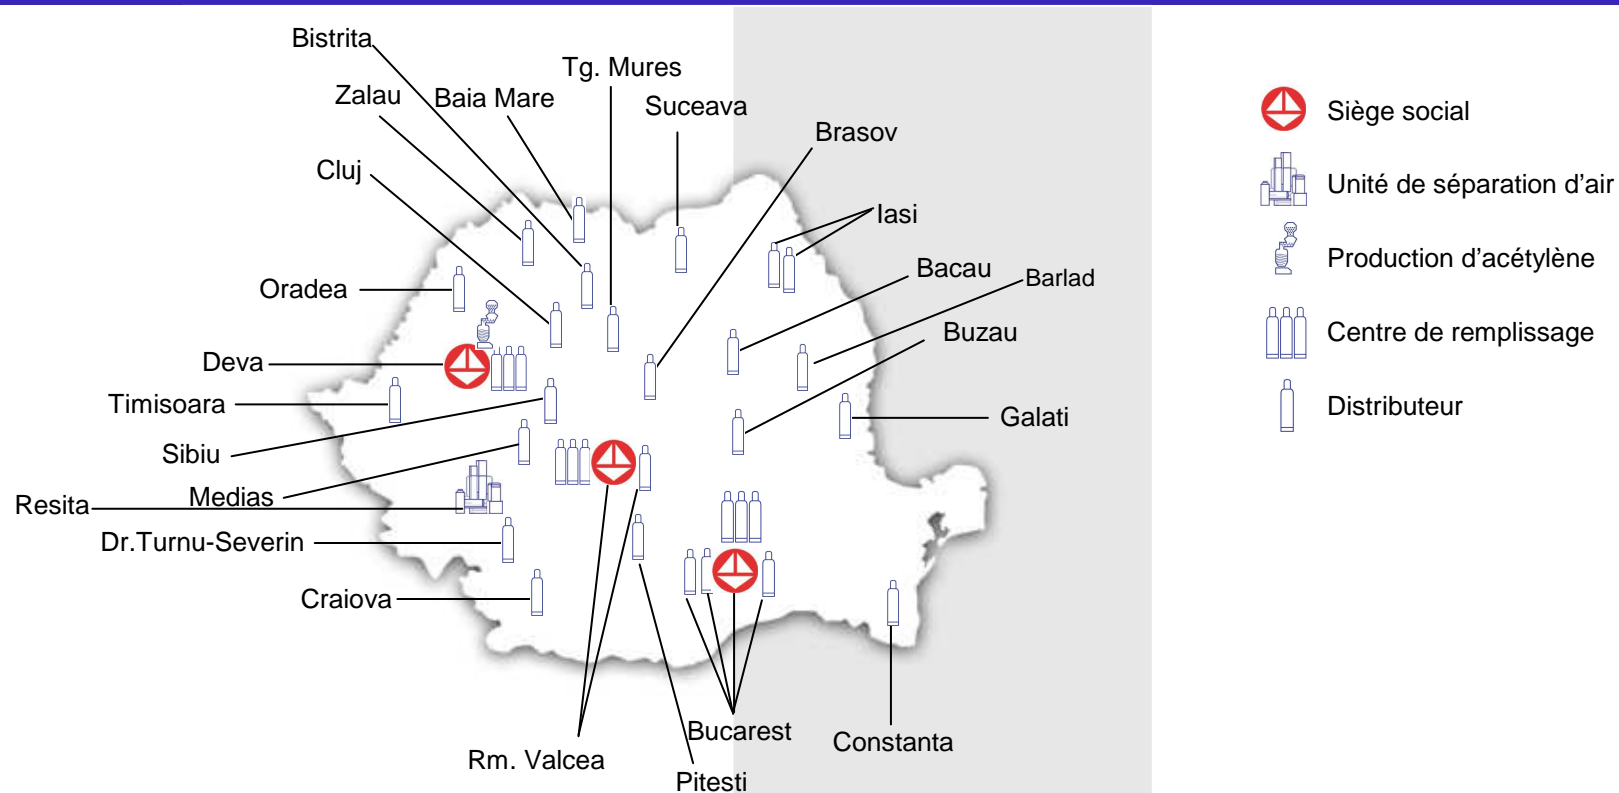 Bistrita
Tg. Mures
Zalau
Baia Mare
Suceava
Brasov
Cluj
Iasi
Oradea
Bacau
Barlad
Buzau
Deva
Timisoara
Galati
Sibiu
Medias
Resita
Dr.Turnu-Severin
Craiova
Bucarest
Constanta
Rm. Valcea
Pitesti
Siège social
Unité de séparation d'air
Production d'acétylène
Centre de remplissage
Distributeur